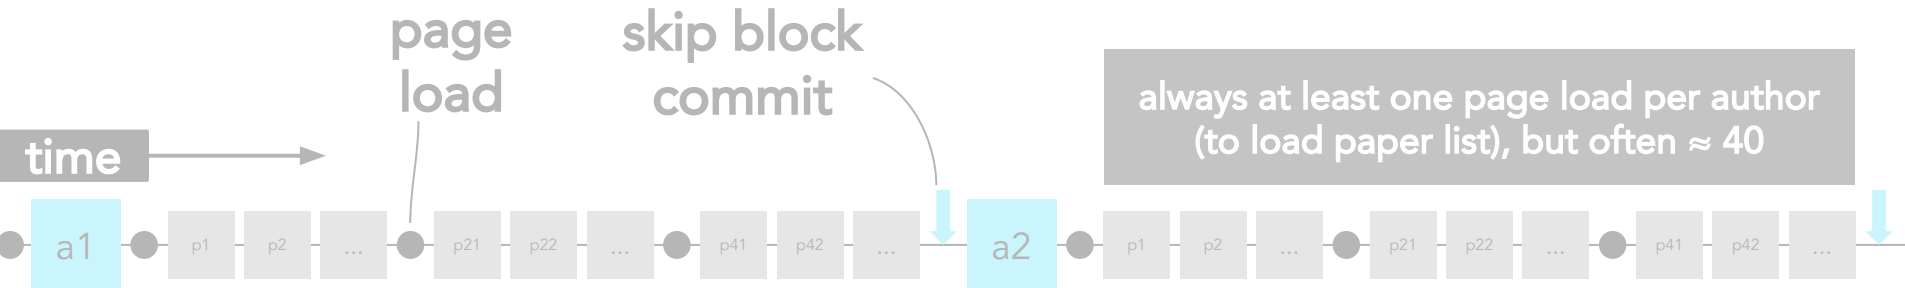 page
load
skip block
commit
always at least one page load per author
(to load paper list), but often ≈ 40
time
a1
p1
p2
...
p21
p22
...
p41
p42
...
a2
p1
p2
...
p21
p22
...
p41
p42
...